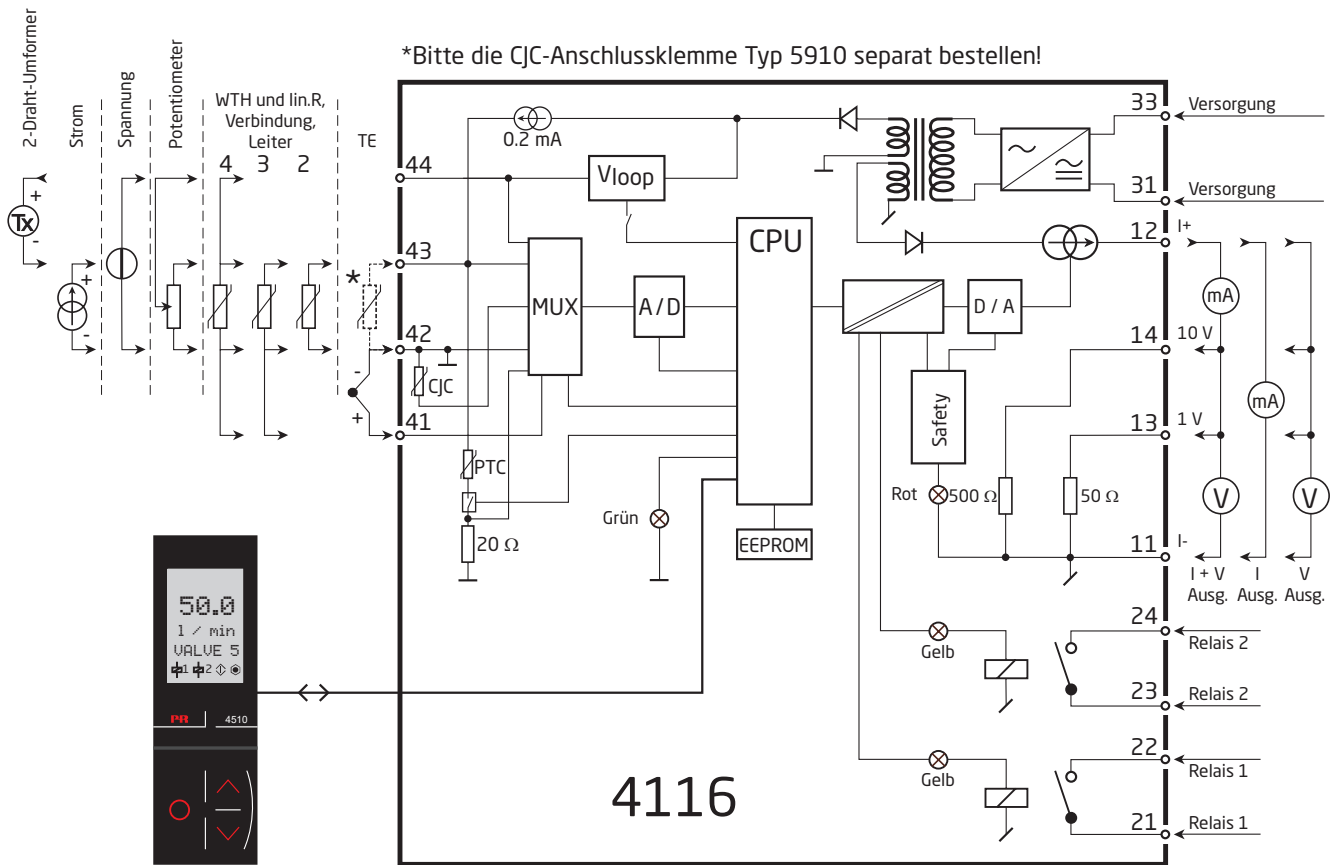 *Bitte die CJC-Anschlussklemme Typ 5910 separat bestellen!
2-Draht-Umformer
Strom
Spannung
Potentiometer
WTH und lin.R,
Verbindung,
Leiter
4 3 2
TE
Tx
+
-
+
-
*
-
+
44
43
42
41
0.2 mA
Vloop
MUX
A/D
CPU
EEPROM
CJC
PTC
20 Ω
Grün
D / A
Safety
Rot
500 Ω
50 Ω
Gelb
Gelb
4116
33 Versorgung
31 Versorgung
12 I+
14 10 V
13 1 V
11 I-
mA
mA
V
V
I + V
Ausg.
I
Ausg.
V
Ausg.
24 Relais 2
23 Relais 2
22 Relais 1
21 Relais 1
50.0
l / min
VALVE 5
1 2
PR 4510